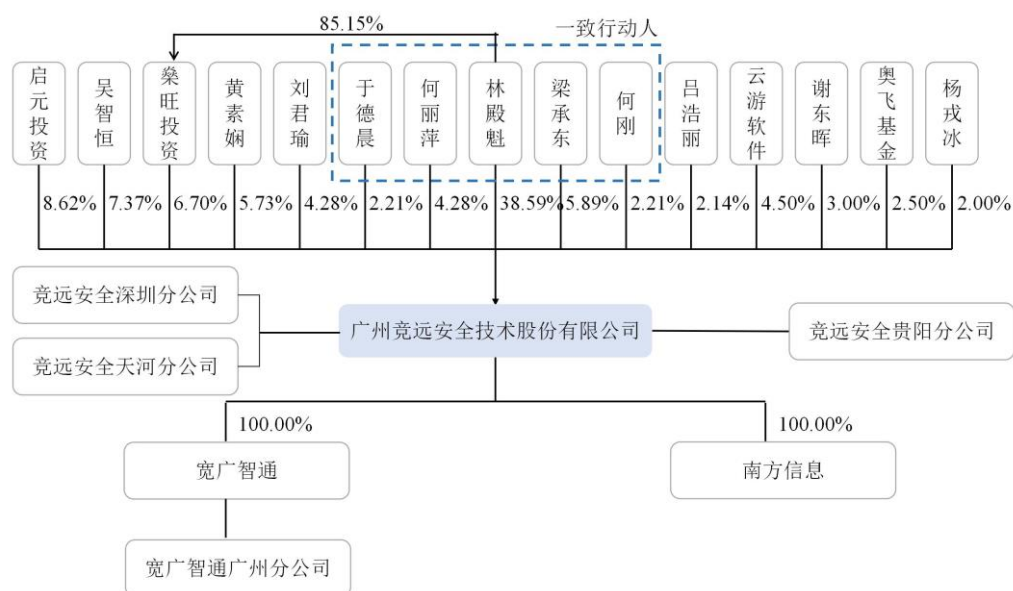 85.15%
一致行动人
启元投资
吴智恒
燊旺投资
黄素娴
刘君瑜
于德晨
何丽萍
林殿魁
梁承东
何刚
吕浩丽
云游软件
谢东晖
奥飞基金
杨戎冰
8.62%
7.37%
6.70%
5.73%
4.28%
2.21%
4.28%
38.59%
5.89%
2.21%
2.14%
4.50%
3.00%
2.50%
2.00%
竞远安全深圳分公司
广州竞远安全技术股份有限公司
竞远安全贵阳分公司
竞远安全天河分公司
100.00%
100.00%
宽广智通
南方信息
宽广智通广州分公司